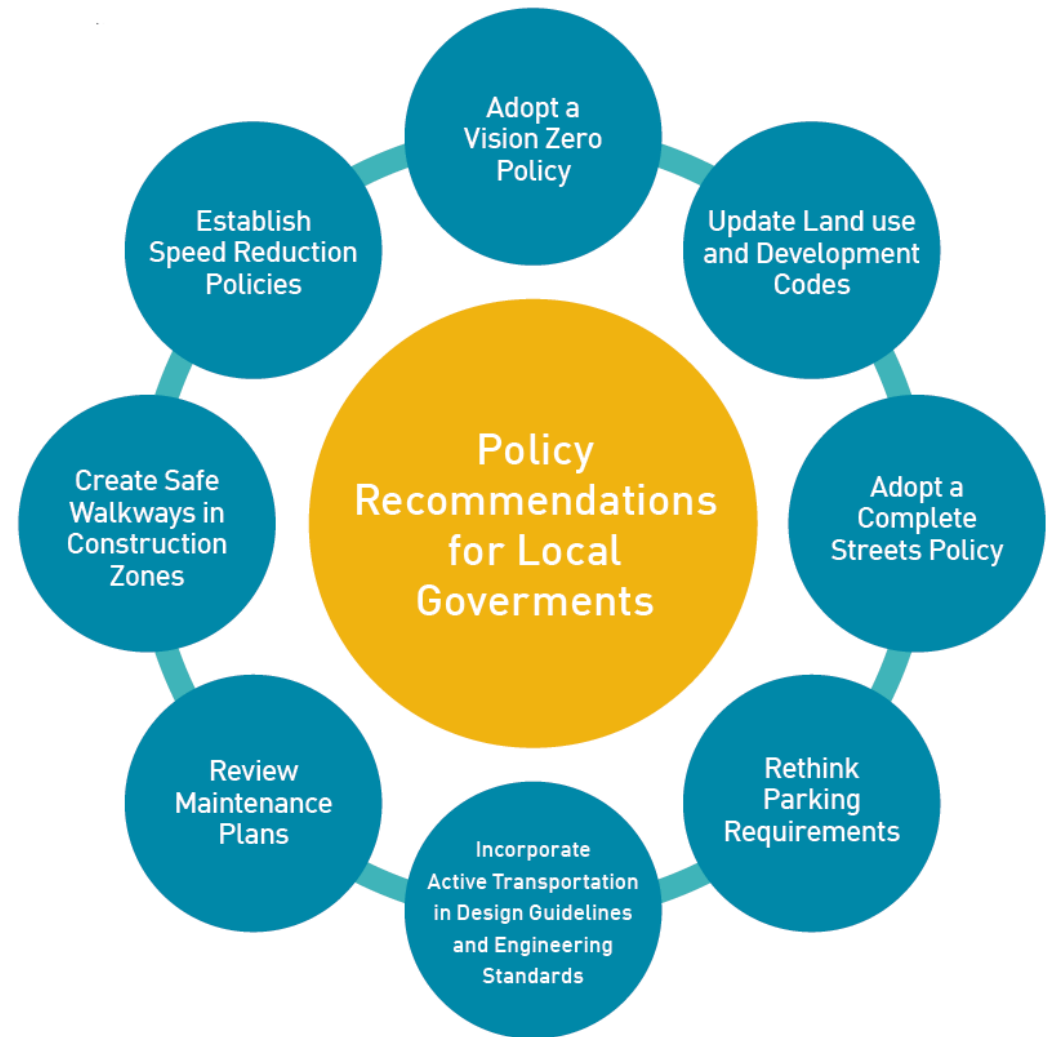 Adopt a
Vision Zero
Policy
Update Land use
and Development
Codes
Adopt a
Complete
Streets Policy
Rethink
Parking
Requirements
Incorporate
Active Transportation
in Design Guidelines
and Engineering
Standards
Review
Maintenance
Plans
Create Safe
Walkways in
Construction
Zones
Establish
Speed Reduction
Policies
Policy
Recommendations
for Local
Goverments